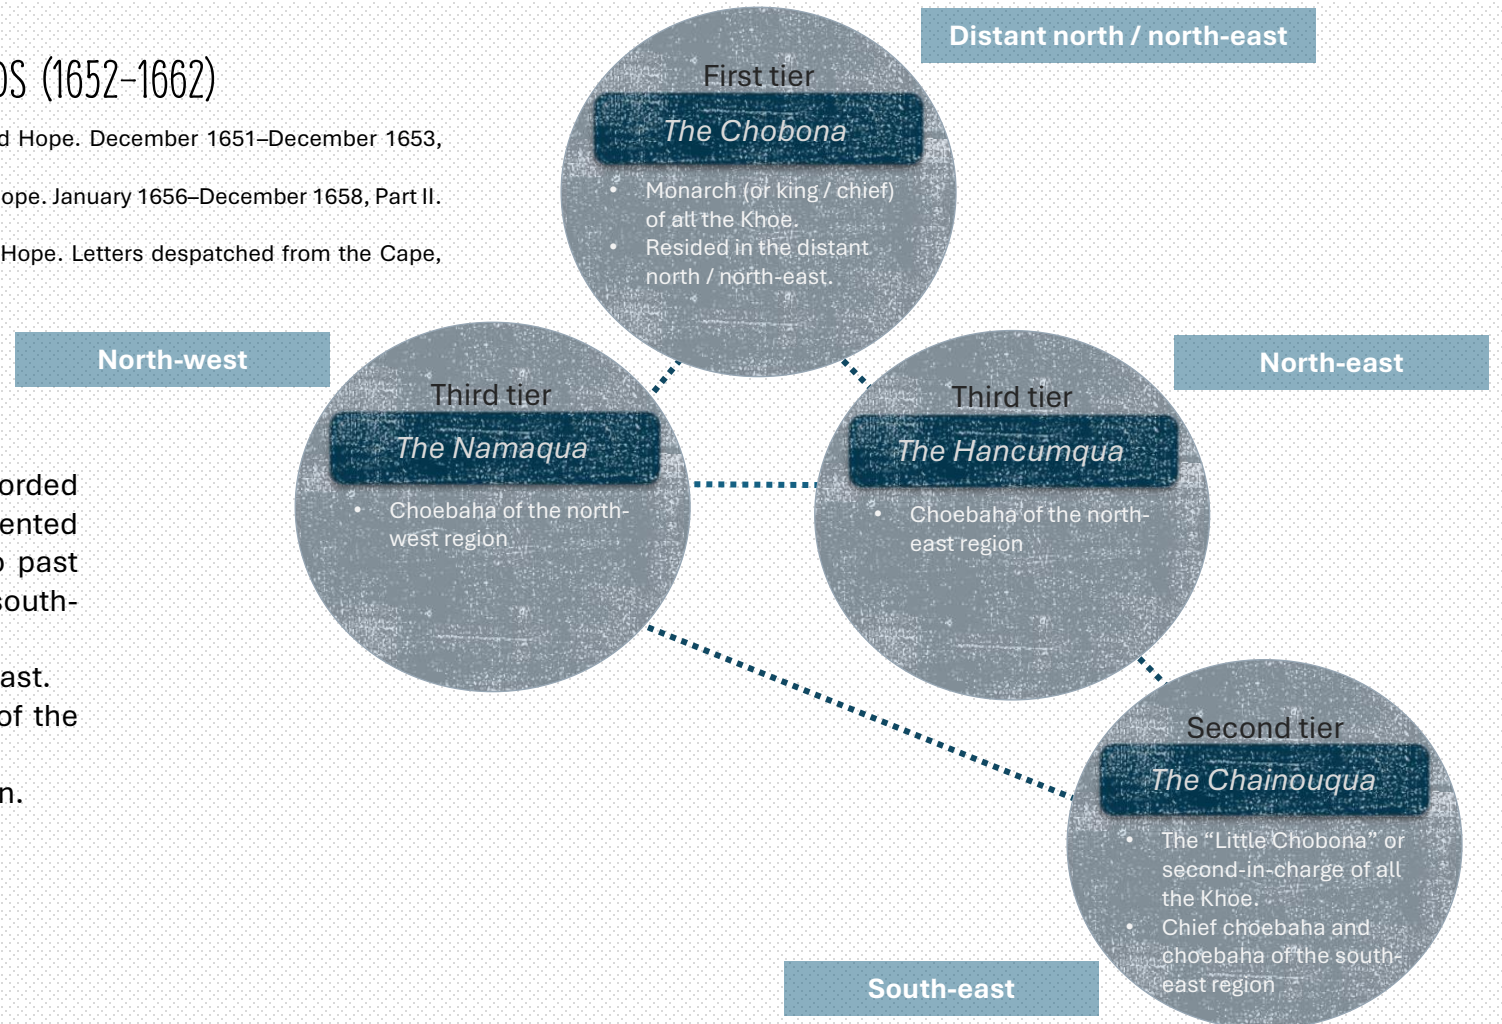 Distant north / north-east
DS (1652–1662)
d Hope. December 1651–December 1653,
ope. January 1656–December 1658, Part II.
Hope. Letters despatched from the Cape,
First tier
The Chobona
• Monarch (or king / chief)
of all the Khoe.
• Resided in the distant
north / north-east.
North-west
Third tier
The Namaqua
• Choebaha of the north-
west region
North-east
Third tier
The Hancumqua
• Choebaha of the north-
east region
orded
ented
o past
south-
ast.
of the
n.
Second tier
The Chainouqua
• The “Little Chobona” or
second-in-charge of all
the Khoe.
• Chief choebaha and
choebaha of the south-
east region
South-east